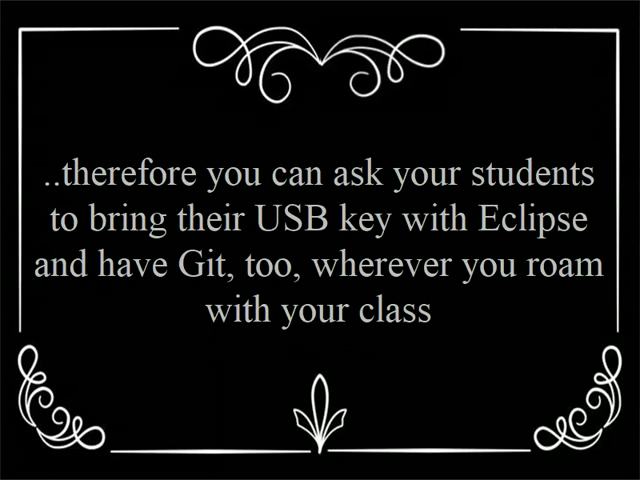 ..therefore you can ask your students
to bring their USB key with Eclipse
and have Git, too, wherever you roam
with your class